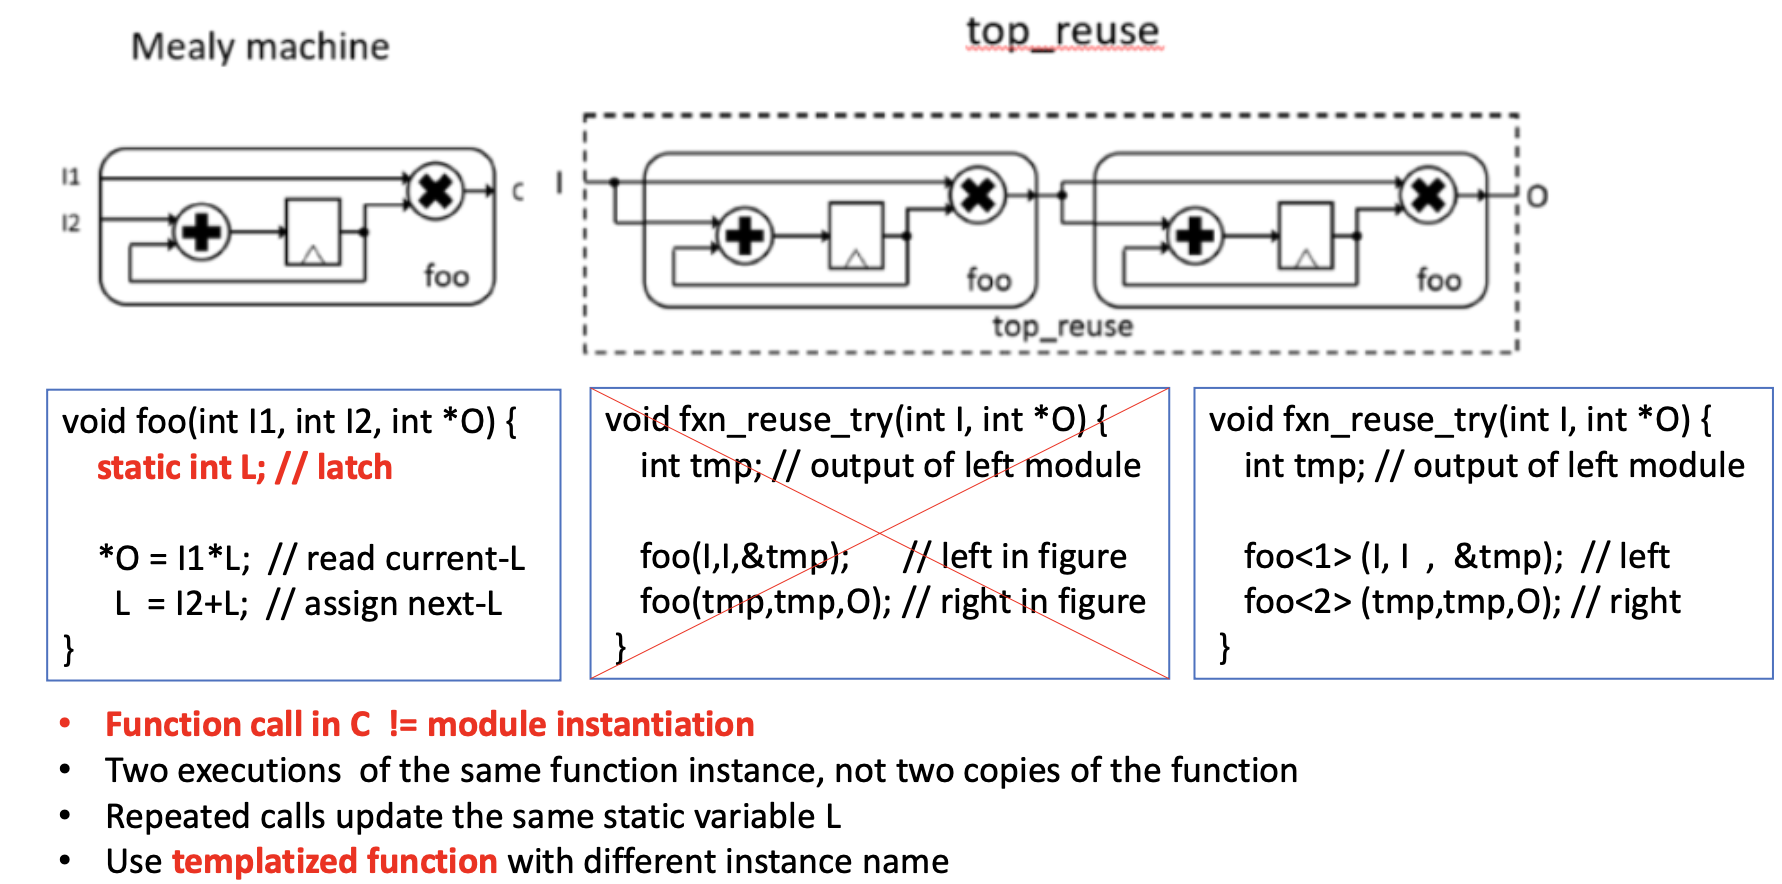 Mealy machine
top_reuse
I1
I2
C
foo
I
foo
foo
O
top_reuse
void foo(int I1, int I2, int *O) {
static int L; // latch
*O = I1*L; // read current-L
L = I2+L; // assign next-L
}
void fxn_reuse_try(int I, int *O) {
int tmp; // output of left module
foo(I,I,&tmp); // left in figure
foo(tmp,tmp,O); // right in figure
}
void fxn_reuse_try(int I, int *O) {
int tmp; // output of left module
foo<1> (I, I , &tmp); // left
foo<2> (tmp,tmp,O); // right
}
• Function call in C != module instantiation
• Two executions of the same function instance, not two copies of the function
• Repeated calls update the same static variable L
• Use templatized function with different instance name